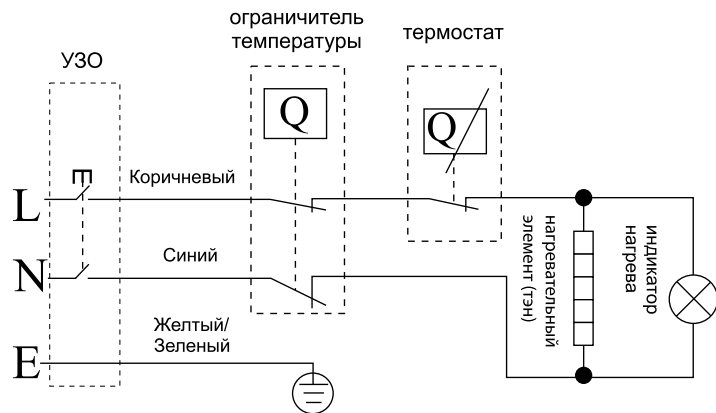 ограничитель
температуры
термостат
УЗО
Q
Q
Коричневый
L
Синий
N
Желтый/
Зеленый
E
нагревательный
элемент (тэн)
индикатор
нагрева